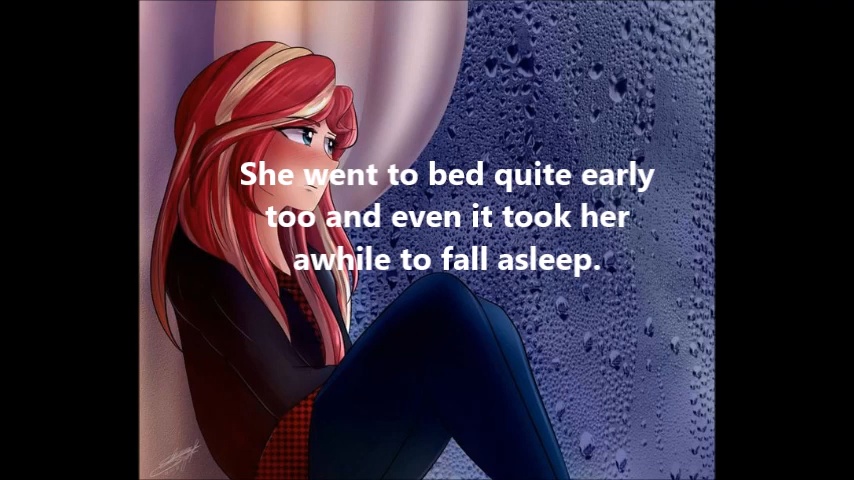 She went to bed quite early
too and even it took her
awhile to fall asleep.